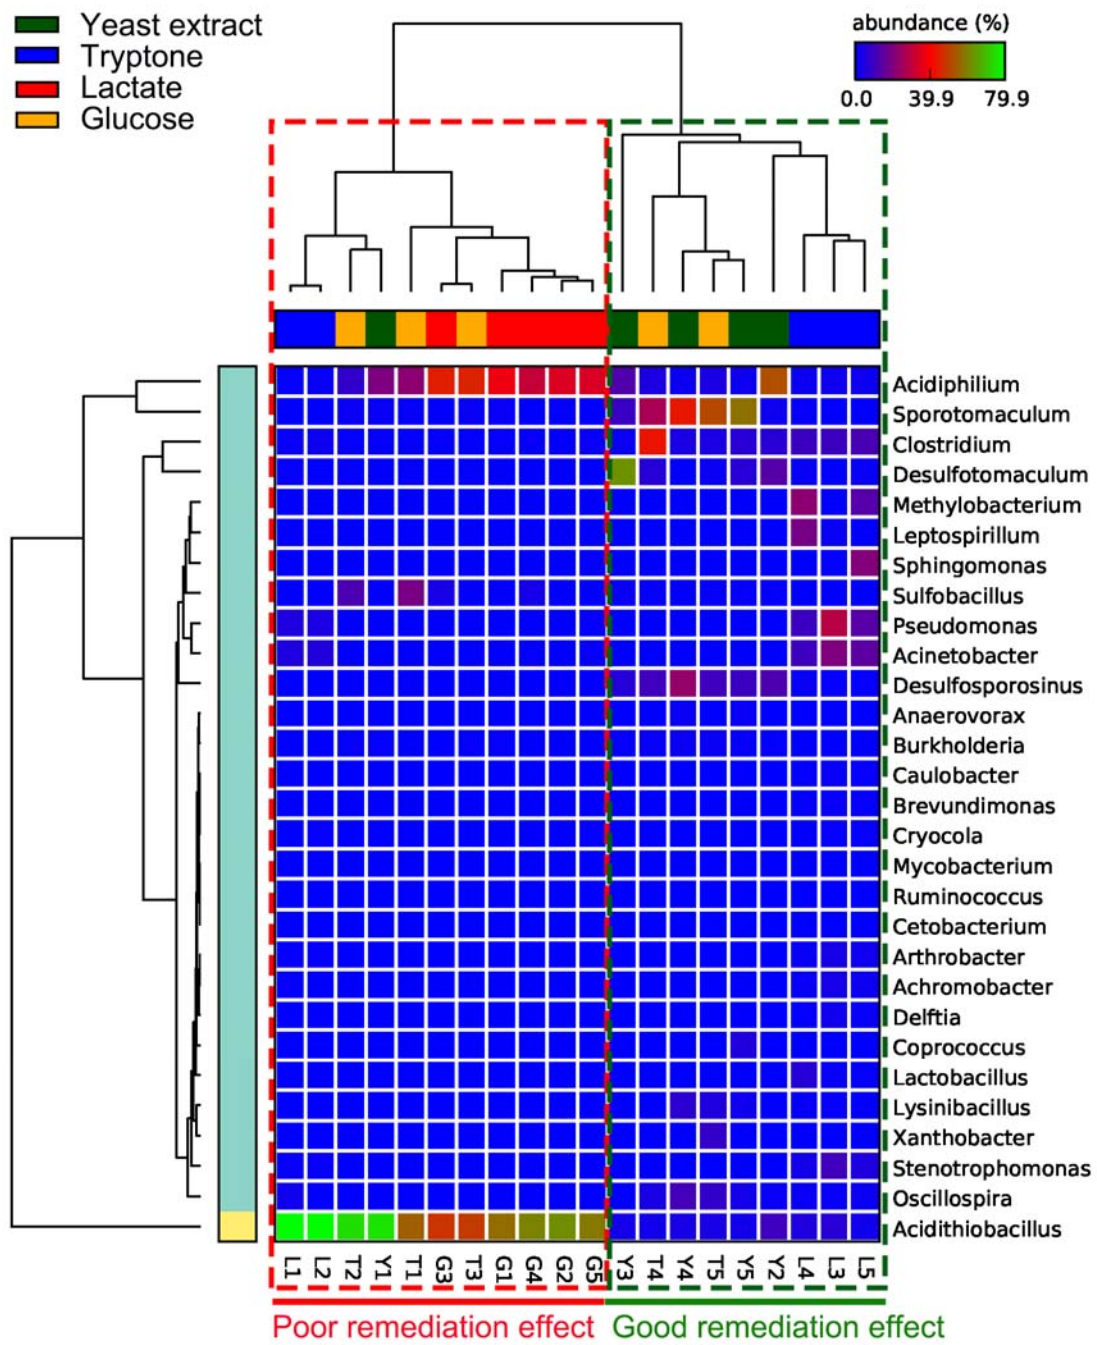 Yeast extract
Tryptone
Lactate
Glucose
abundance (%)
0.0 39.9 79.9
Acidiphilium
Sporotomaculum
Clostridium
Desulfotomaculum
Methylobacterium
Leptospirillum
Sphingomonas
Sulfobacillus
Pseudomonas
Acinetobacter
Desulfosporosinus
Anaerovorax
Burkholderia
Caulobacter
Brevundimonas
Cryocola
Mycobacterium
Ruminococcus
Cetobacterium
Arthrobacter
Achromobacter
Delftia
Coprococcus
Lactobacillus
Lysinibacillus
Xanthobacter
Stenotrophomonas
Oscillospira
Acidithiobacillus
L1 L2 T2 Y1 T1 G3 T3 G1 G4 G2 G5 Y3 T4 Y4 T5 Y5 Y2 L4 L3 L5
Poor remediation effect Good remediation effect